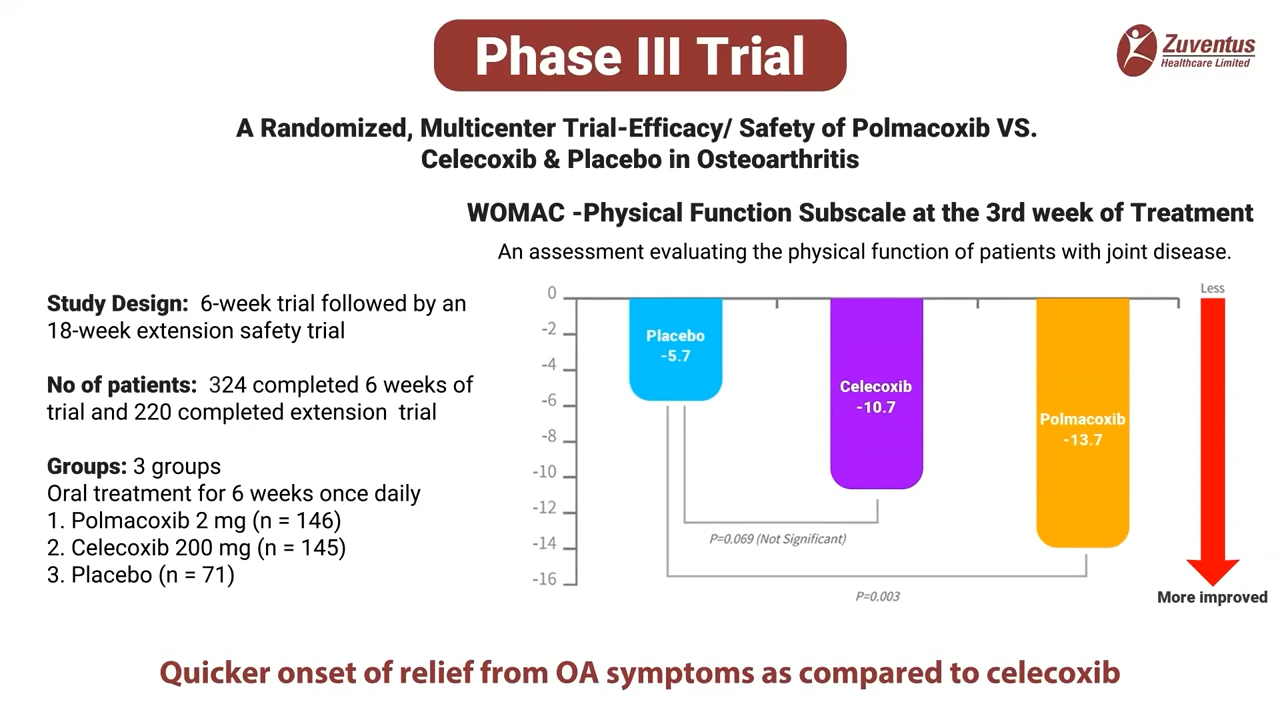 Phase III Trial
Zuventus
Healthcare Limited
A Randomized, Multicenter Trial-Efficacy/ Safety of Polmacoxib VS.
Celecoxib & Placebo in Osteoarthritis
WOMAC -Physical Function Subscale at the 3rd week of Treatment
An assessment evaluating the physical function of patients with joint disease.
Study Design: 6-week trial followed by an
18-week extension safety trial
No of patients: 324 completed 6 weeks of
trial and 220 completed extension trial
Groups: 3 groups
Oral treatment for 6 weeks once daily
1. Polmacoxib 2 mg (n = 146)
2. Celecoxib 200 mg (n = 145)
3. Placebo (n = 71)
0
-2
-4
-6
-8
-10
-12
-14
-16
Placebo
-5.7
Celecoxib
-10.7
Polmacoxib
-13.7
P=0.069 (Not Significant)
P=0.003
Less
More improved
Quicker onset of relief from OA symptoms as compared to celecoxib